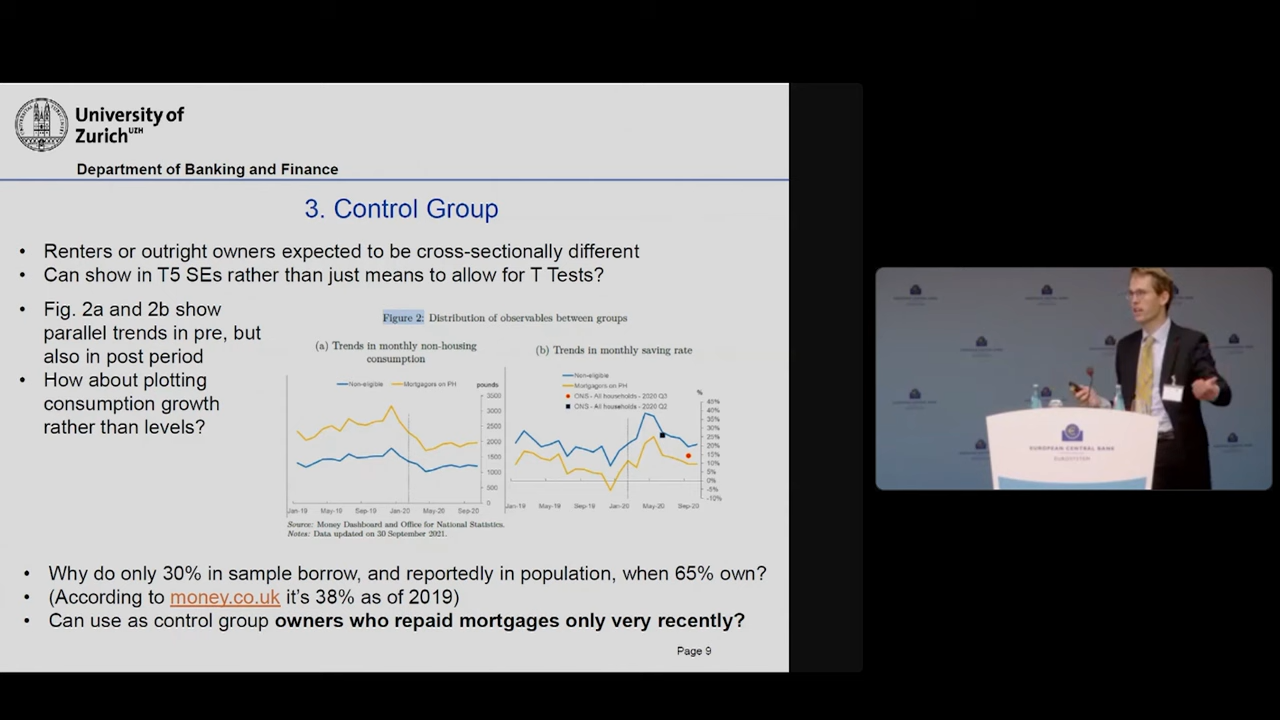 University of
Zurich UZH
Department of Banking and Finance
3. Control Group
• Renters or outright owners expected to be cross-sectionally different
• Can show in T5 SEs rather than just means to allow for T Tests?
• Fig. 2a and 2b show
parallel trends in pre, but
also in post period
• How about plotting
consumption growth
rather than levels?
Figure 2: Distribution of observables between groups
(a) Trends in monthly non-housing
consumption
Non-eligible
Mortgagors on PH
pounds
3500
3000
2500
2000
1500
1000
500
0
Jan-19 May-19 Sep-19 Jan-20 May-20 Sep-20
(b) Trends in monthly saving rate
Non-eligible
Mortgagors on PH
ONS - All households - 2020 Q3
ONS - All households - 2020 Q2
%
45%
40%
35%
30%
25%
20%
15%
10%
5%
0%
-5%
-10%
Jan-19 May-19 Sep-19 Jan-20 May-20 Sep-20
Source: Money Dashboard and Office for National Statistics.
Notes: Data updated on 30 September 2021.
• Why do only 30% in sample borrow, and reportedly in population, when 65% own?
• (According to money.co.uk it's 38% as of 2019)
• Can use as control group owners who repaid mortgages only very recently?
Page 9
EUROPEAN CENTRAL BANK
EUROSYSTEM